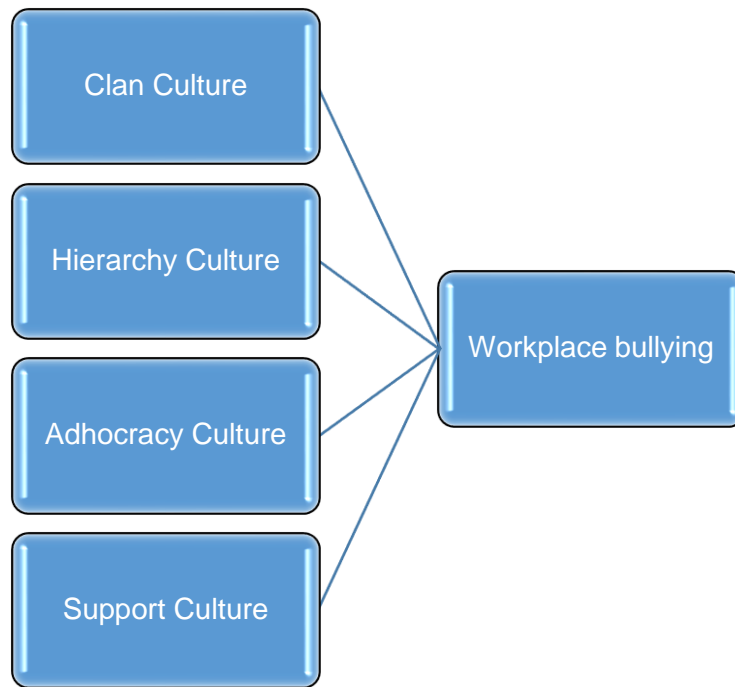 Clan Culture
Hierarchy Culture
Workplace bullying
Adhocracy Culture
Support Culture